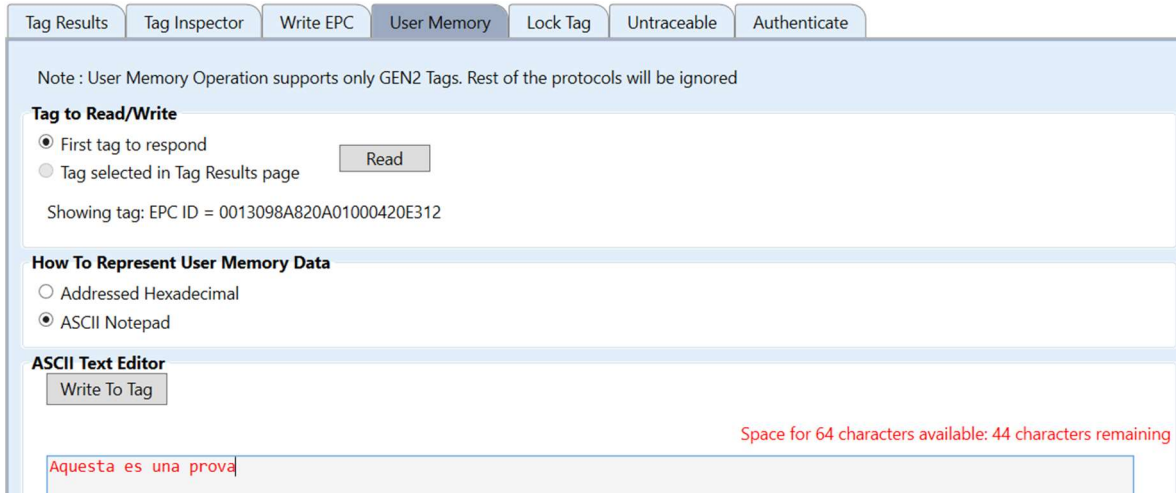 Tag Results Tag Inspector Write EPC User Memory Lock Tag Untraceable Authenticate
Note : User Memory Operation supports only GEN2 Tags. Rest of the protocols will be ignored
Tag to Read/Write
First tag to respond
Read
Tag selected in Tag Results page
Showing tag: EPC ID = 0013098A820A01000420E312
How To Represent User Memory Data
Addressed Hexadecimal
ASCII Notepad
ASCII Text Editor
Write To Tag
Space for 64 characters available: 44 characters remaining
Aquesta es una prova